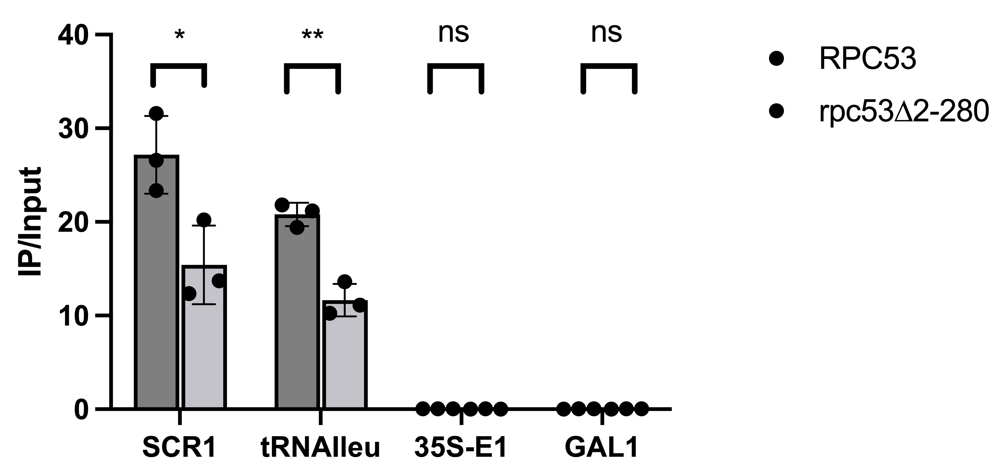 IP/Input
40
30
20
10
0
*
**
ns
ns
SCR1
tRNAIleu
35S-E1
GAL1
RPC53
rpc53Δ2-280